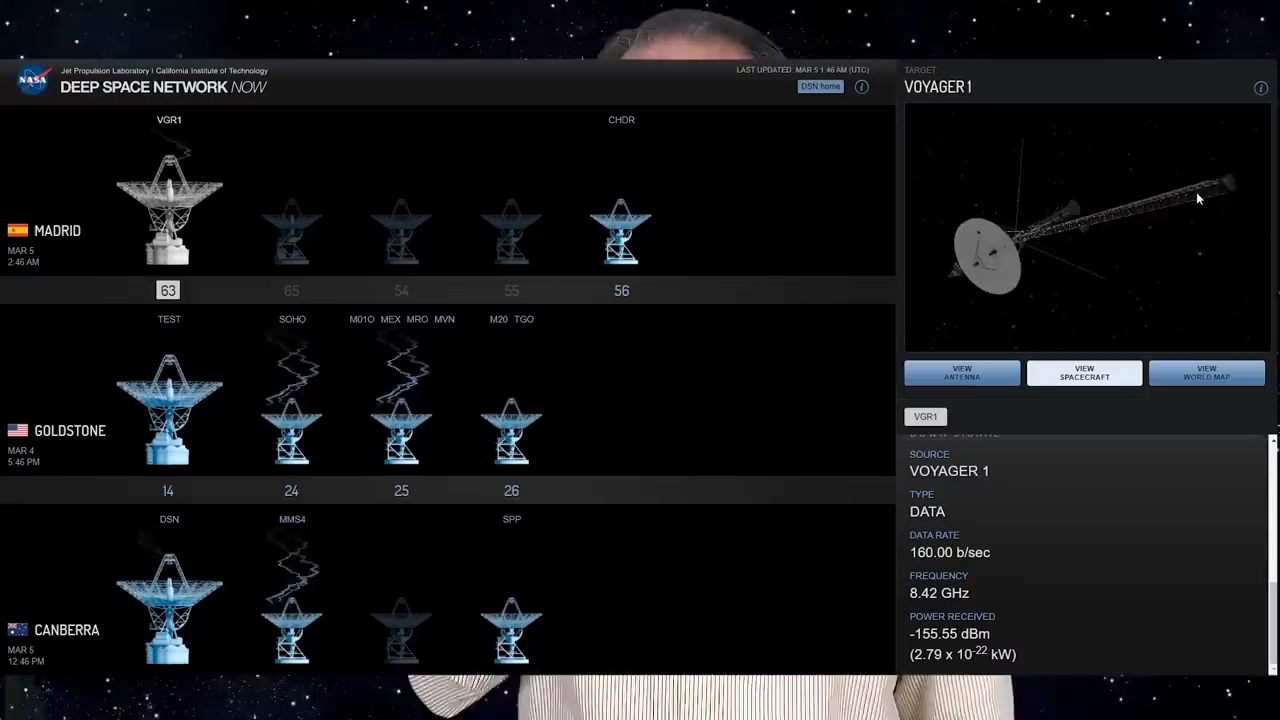 NASA
Jet Propulsion Laboratory | California Institute of Technology
DEEP SPACE NETWORK NOW
LAST UPDATED: MAR 5 1:46 AM (UTC)
DSN home
i
VGR1
CHDR
MADRID
MAR 5
2:46 AM
63
65
54
55
56
TEST
SOHO
M01O MEX MRO MVN
M20 TGO
GOLDSTONE
MAR 4
5:46 PM
14
24
25
26
DSN
MMS4
SPP
CANBERRA
MAR 5
12:46 PM
TARGET
VOYAGER 1
i
VIEW
ANTENNA
VIEW
SPACECRAFT
VIEW
WORLD MAP
VGR1
DOWN SIGNAL
SOURCE
VOYAGER 1
TYPE
DATA
DATA RATE
160.00 b/sec
FREQUENCY
8.42 GHz
POWER RECEIVED
-155.55 dBm
(2.79 x 10-22 kW)